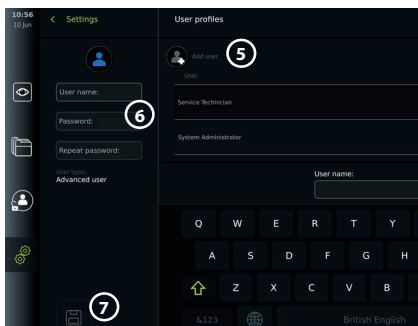 10:56
10 Jun
Settings
User profiles
Add user
5
User
User name:
Service Technician
Password:
6
System Administrator
Repeat password:
User type:
Advanced user
User name:
Q W E R T Y
A S D F G H
Z X C V B
7
&123
British English